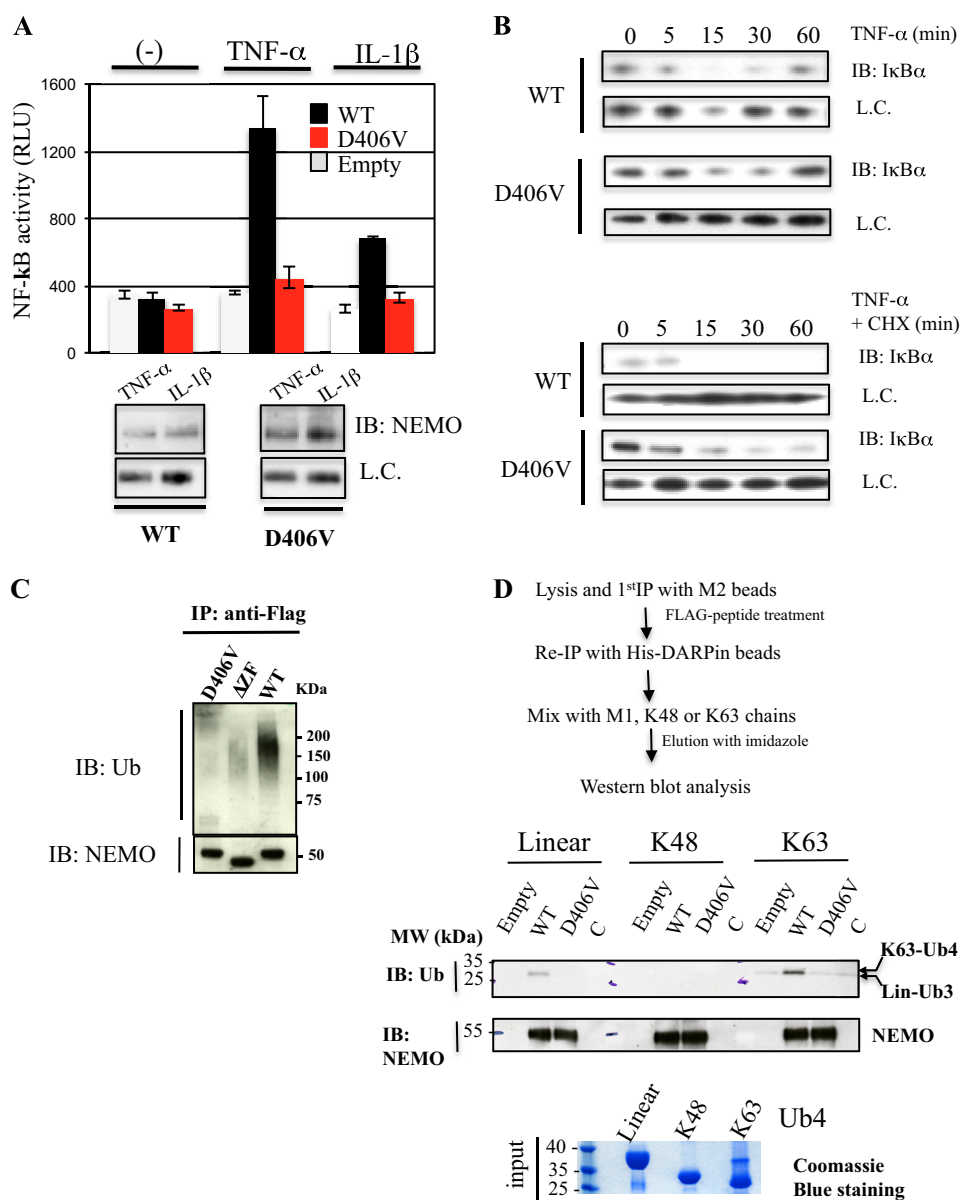 A
(-)
TNF-α
IL-1β
1600
1200
800
400
0
NF-kB activity (RLU)
WT
D406V
Empty
TNF-α
IL-1β
TNF-α
IL-1β
IB: NEMO
L.C.
WT
D406V
B
0 5 15 30 60 TNF-α (min)
WT
IB: IκBα
L.C.
D406V
IB: IκBα
L.C.
TNF-α
0 5 15 30 60 + CHX (min)
WT
IB: IκBα
L.C.
D406V
IB: IκBα
L.C.
C
IP: anti-Flag
D406V
ΔZF
WT
KDa
IB: Ub
200
150
100
75
IB: NEMO
50
D
Lysis and 1stIP with M2 beads
FLAG-peptide treatment
Re-IP with His-DARPin beads
Mix with M1, K48 or K63 chains
Elution with imidazole
Western blot analysis
Linear K48 K63
Empty WT D406V C Empty WT D406V C Empty WT D406V C
MW (kDa)
35
25
IB: Ub
K63-Ub4
Lin-Ub3
IB:
NEMO
55
NEMO
Linear K48 K63 Ub4
input
40
35
25
Coomassie
Blue staining